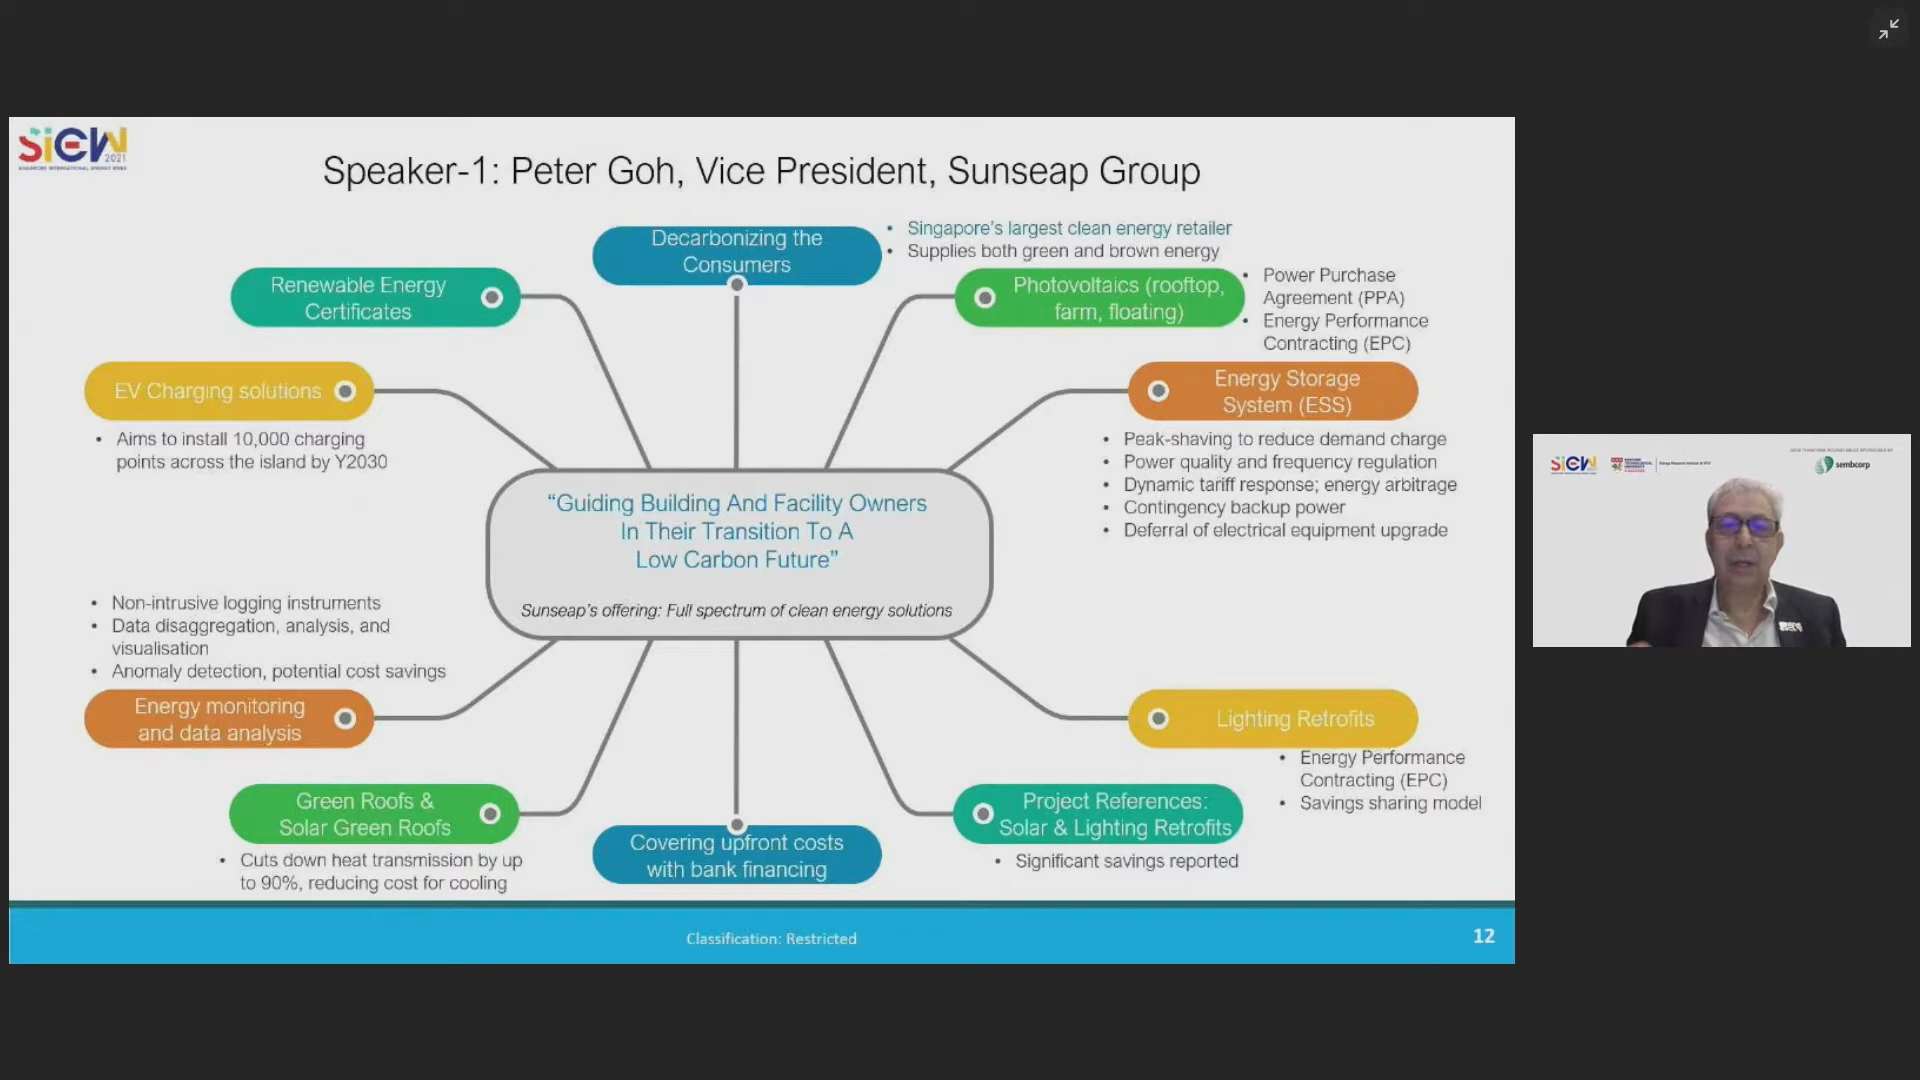 SiEW
2021
SINGAPORE INTERNATIONAL ENERGY WEEK
Speaker-1: Peter Goh, Vice President, Sunseap Group
Decarbonizing the
Consumers
• Singapore's largest clean energy retailer
• Supplies both green and brown energy
Renewable Energy
Certificates
Photovoltaics (rooftop,
farm, floating)
• Power Purchase
Agreement (PPA)
• Energy Performance
Contracting (EPC)
EV Charging solutions
• Aims to install 10,000 charging
points across the island by Y2030
Energy Storage
System (ESS)
• Peak-shaving to reduce demand charge
• Power quality and frequency regulation
• Dynamic tariff response; energy arbitrage
• Contingency backup power
• Deferral of electrical equipment upgrade
“Guiding Building And Facility Owners
In Their Transition To A
Low Carbon Future”
Sunseap's offering: Full spectrum of clean energy solutions
• Non-intrusive logging instruments
• Data disaggregation, analysis, and
visualisation
• Anomaly detection, potential cost savings
Energy monitoring
and data analysis
Lighting Retrofits
• Energy Performance
Contracting (EPC)
• Savings sharing model
Green Roofs &
Solar Green Roofs
• Cuts down heat transmission by up
to 90%, reducing cost for cooling
Covering upfront costs
with bank financing
Project References:
Solar & Lighting Retrofits
• Significant savings reported
Classification: Restricted
12
SiEW
sembcorp